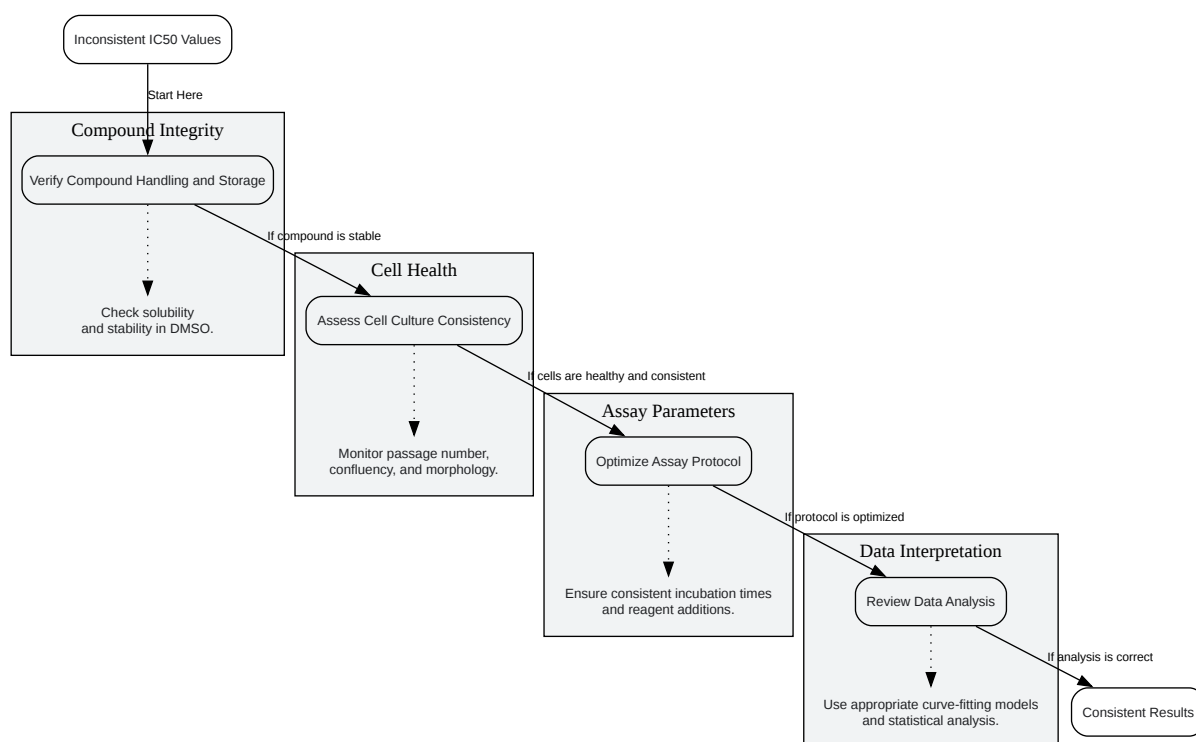 Inconsistent IC50 Values
Start Here
Compound Integrity
Verify Compound Handling and Storage
If compound is stable
Check solubility
and stability in DMSO.
Cell Health
Assess Cell Culture Consistency
If cells are healthy and consistent
Monitor passage number,
confluency, and morphology.
Assay Parameters
Optimize Assay Protocol
If protocol is optimized
Ensure consistent incubation times
and reagent additions.
Data Interpretation
Review Data Analysis
If analysis is correct
Use appropriate curve-fitting models
and statistical analysis.
Consistent Results